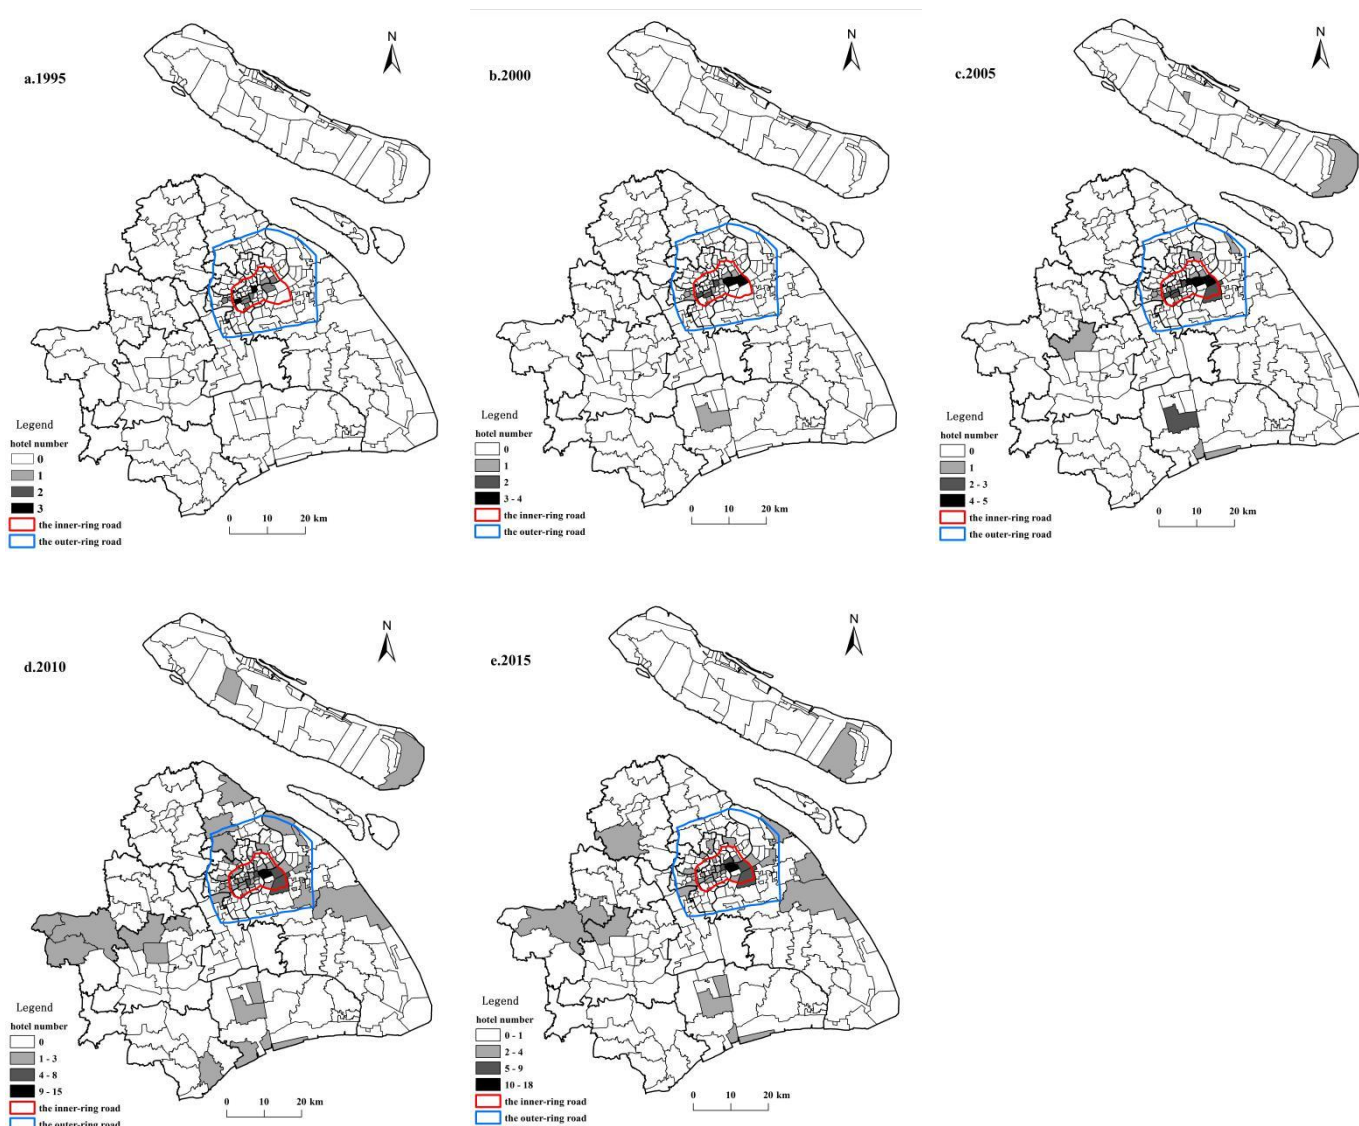 a.1995
N
Legend
hotel number
0
1
2
3
the inner-ring road
the outer-ring road
0 10 20 km
b.2000
N
Legend
hotel number
0
1
2
3 - 4
the inner-ring road
the outer-ring road
0 10 20 km
c.2005
N
Legend
hotel number
0
1
2 - 3
4 - 5
the inner-ring road
the outer-ring road
0 10 20 km
d.2010
N
Legend
hotel number
0
1 - 3
4 - 8
9 - 15
the inner-ring road
the outer-ring road
0 10 20 km
e.2015
N
Legend
hotel number
0 - 1
2 - 4
5 - 9
10 - 18
the inner-ring road
the outer-ring road
0 10 20 km